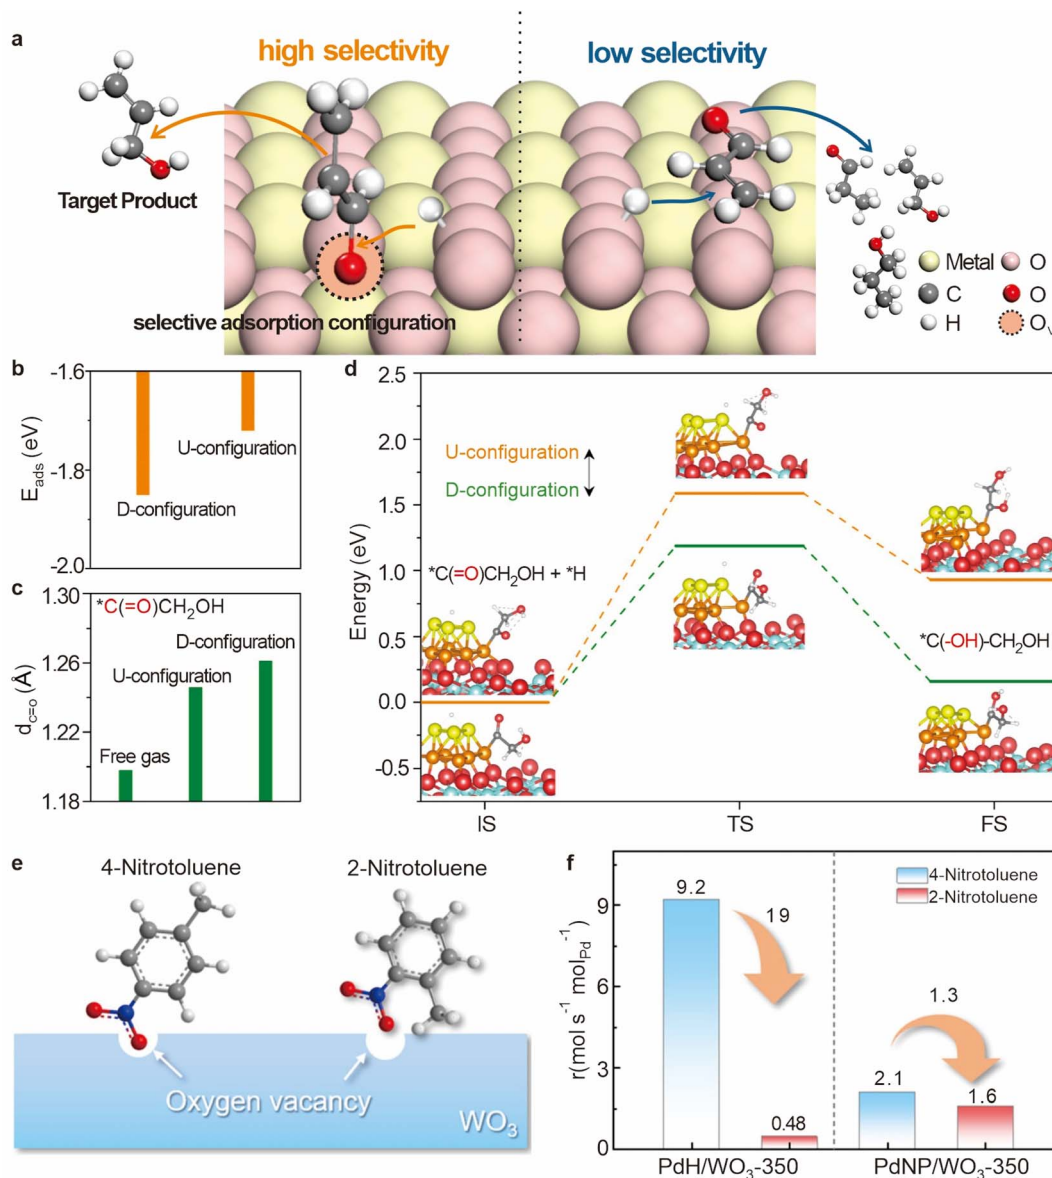 a
high selectivity
low selectivity
Target Product
selective adsorption configuration
Metal
O
C
O
H
O
b
-1.6
-1.8
-2.0
E_ads (eV)
D-configuration
U-configuration
c
1.30
1.26
1.22
1.18
d_c=o (Å)
*C(=O)CH₂OH
Free gas
U-configuration
D-configuration
d
2.5
2.0
1.5
1.0
0.5
0.0
-0.5
Energy (eV)
U-configuration
D-configuration
*C(=O)CH₂OH + *H
*C(-OH)-CH₂OH
IS
TS
FS
e
4-Nitrotoluene
2-Nitrotoluene
Oxygen vacancy
WO₃
f
9
6
3
0
r(mol s⁻¹ mol_Pd⁻¹)
4-Nitrotoluene
2-Nitrotoluene
9.2
19
0.48
1.3
2.1
1.6
PdH/WO₃-350
PdNP/WO₃-350